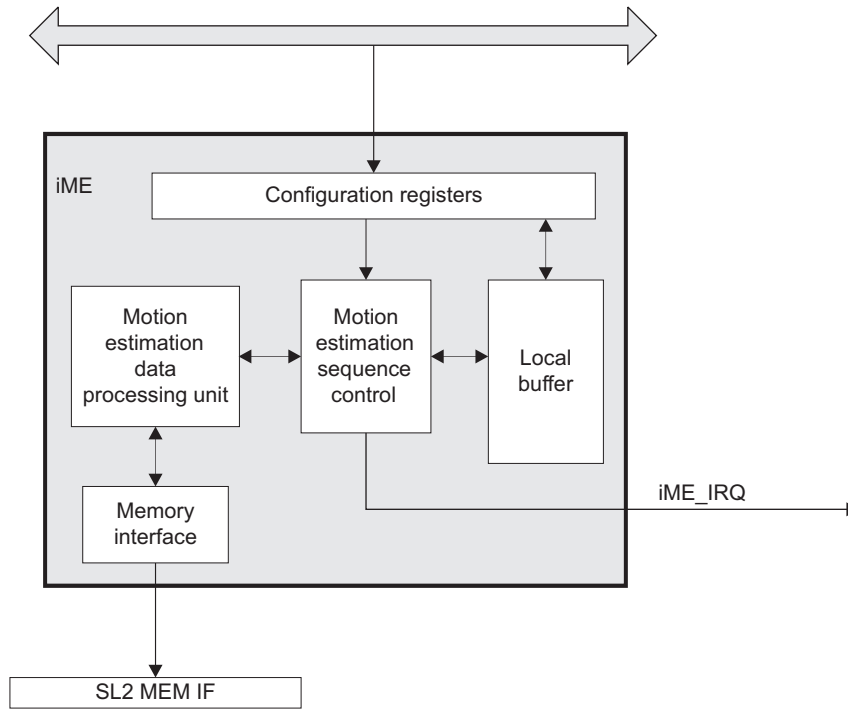 iME
Configuration registers
Motion
estimation
data
processing unit
Motion
estimation
sequence
control
Local
buffer
Memory
interface
iME_IRQ
SL2 MEM IF